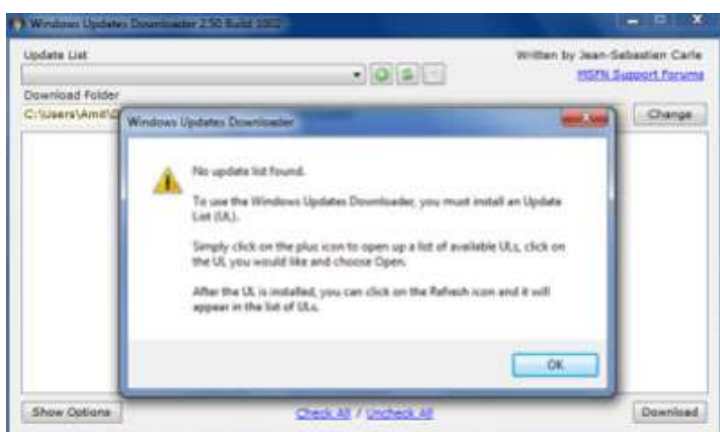 Windows Updates Downloader 2.50 Build 1002
Update List
Written by Jean-Sebastien Carle
MSFN Support Forums
Download Folder
C:\Users\Amit\
Change
Windows Updates Downloader
No update list found.
To use the Windows Updates Downloader, you must install an Update
List (UL).
Simply click on the plus icon to open up a list of available ULs, click on
the UL you would like and choose Open.
After the UL is installed, you can click on the Refresh icon and it will
appear in the list of ULs.
OK
Show Options
Check All / Uncheck All
Download